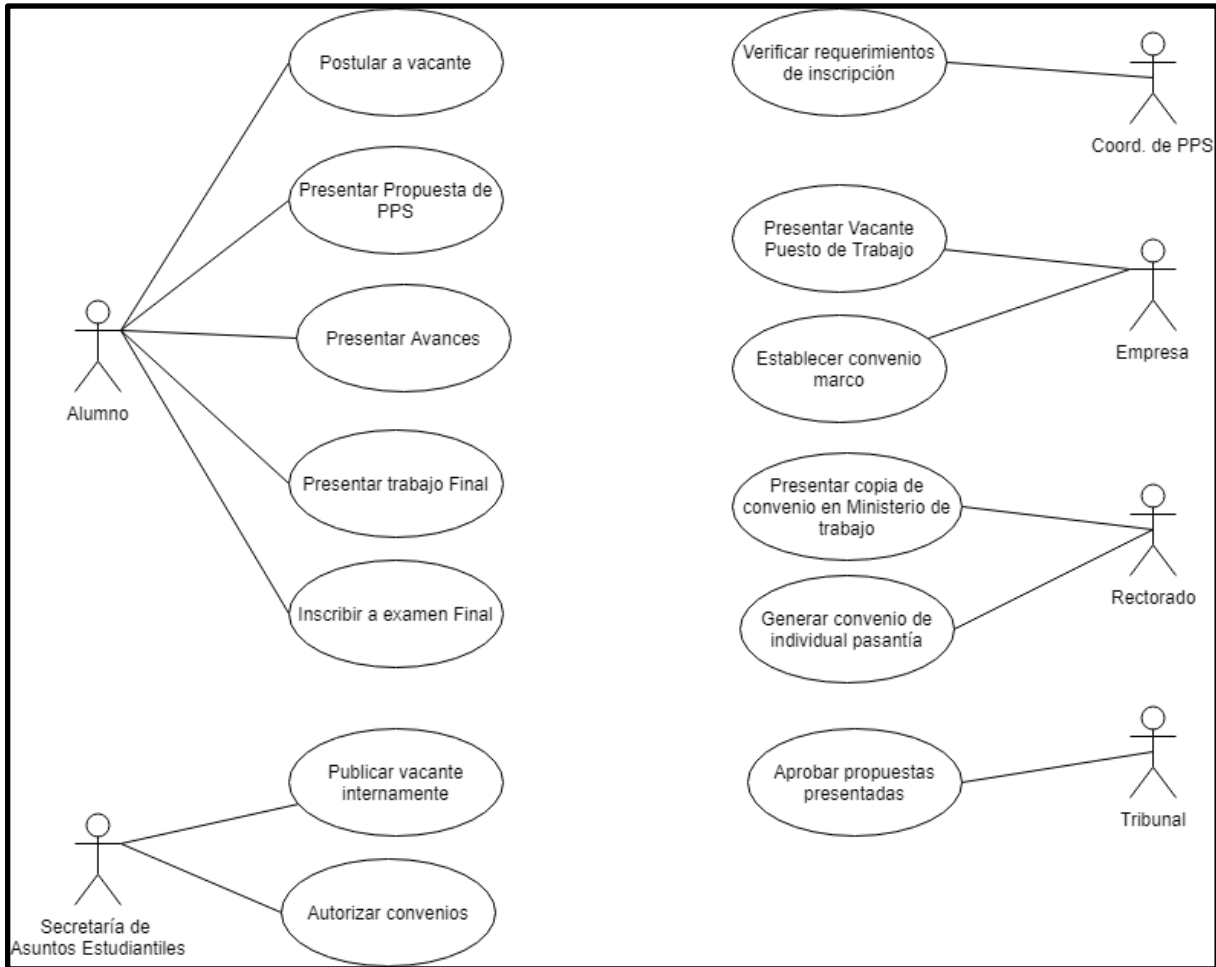 Postular a vacante
Presentar Propuesta de
PPS
Presentar Avances
Alumno
Presentar trabajo Final
Inscribir a examen Final
Publicar vacante
internamente
Autorizar convenios
Secretaría de
Asuntos Estudiantiles
Verificar requerimientos
de inscripción
Coord. de PPS
Presentar Vacante
Puesto de Trabajo
Establecer convenio
marco
Empresa
Presentar copia de
convenio en Ministerio de
trabajo
Generar convenio de
individual pasantía
Rectorado
Aprobar propuestas
presentadas
Tribunal